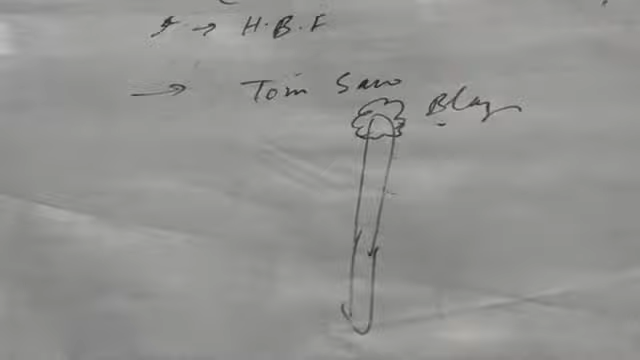 → H.B.F
→ Tom Saw